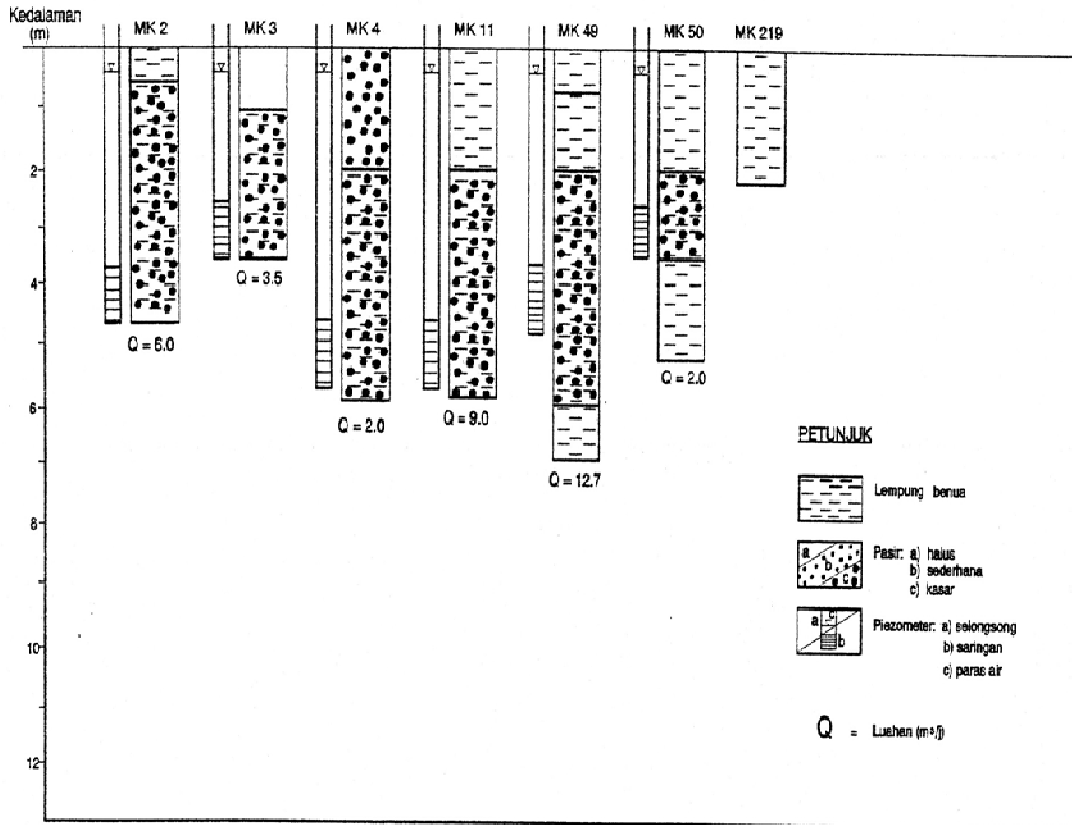 Kedalaman
(m)
MK 2
MK 3
MK 4
MK 11
MK 49
MK 50
MK 219
2
4
6
8
10
12
Q = 6.0
Q = 3.5
Q = 2.0
Q = 9.0
Q = 12.7
Q = 2.0
PETUNJUK
Lempung benua
a
b
c
Pasir: a) halus
b) sederhana
c) kasar
a
c
b
Piezometer: a) selongsong
b) saringan
c) paras air
Q = Luahan (m³/j)